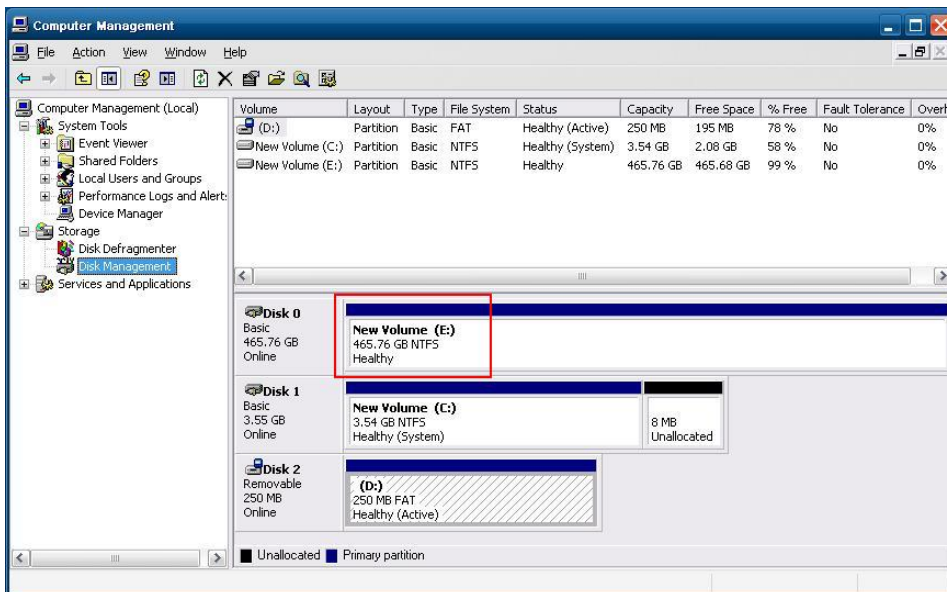 Computer Management
File Action View Window Help
Computer Management (Local)
System Tools
Event Viewer
Shared Folders
Local Users and Groups
Performance Logs and Alert
Device Manager
Storage
Disk Defragmenter
Disk Management
Services and Applications
Volume Layout Type File System Status Capacity Free Space % Free Fault Tolerance Overh
(D:) Partition Basic FAT Healthy (Active) 250 MB 195 MB 78 % No 0%
New Volume (C:) Partition Basic NTFS Healthy (System) 3.54 GB 2.08 GB 58 % No 0%
New Volume (E:) Partition Basic NTFS Healthy 465.76 GB 465.68 GB 99 % No 0%
Disk 0
Basic
465.76 GB
Online
New Volume (E:)
465.76 GB NTFS
Healthy
Disk 1
Basic
3.55 GB
Online
New Volume (C:)
3.54 GB NTFS
Healthy (System)
8 MB
Unallocated
Disk 2
Removable
250 MB
Online
(D:)
250 MB FAT
Healthy (Active)
Unallocated Primary partition